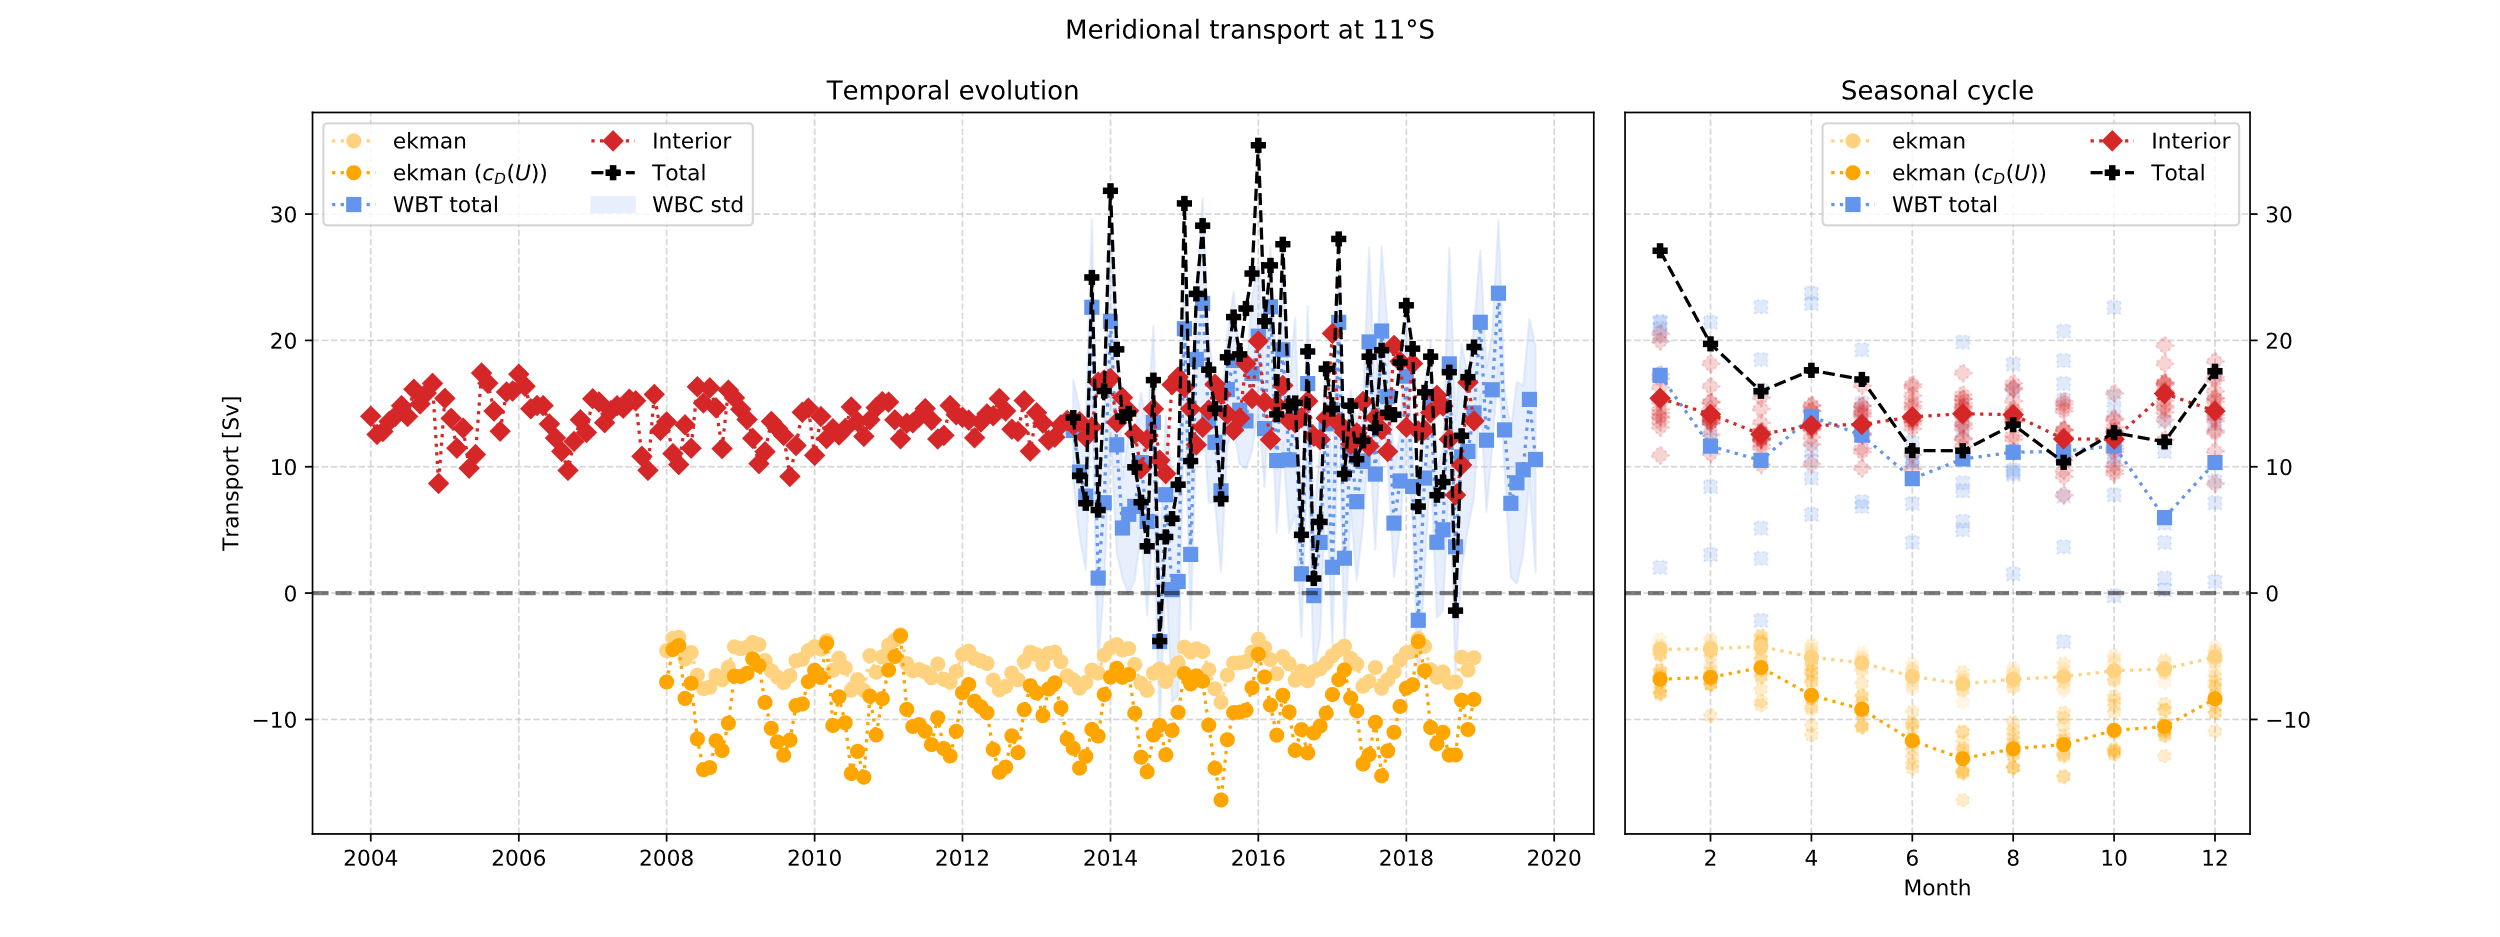 Meridional transport at 11°S
Temporal evolution
Seasonal cycle
ekman
ekman (c_D(U))
WBT total
Interior
Total
WBC std
ekman
ekman (c_D(U))
WBT total
Interior
Total
Transport [Sv]
30
20
10
0
−10
2004 2006 2008 2010 2012 2014 2016 2018 2020
30
20
10
0
−10
2 4 6 8 10 12
Month